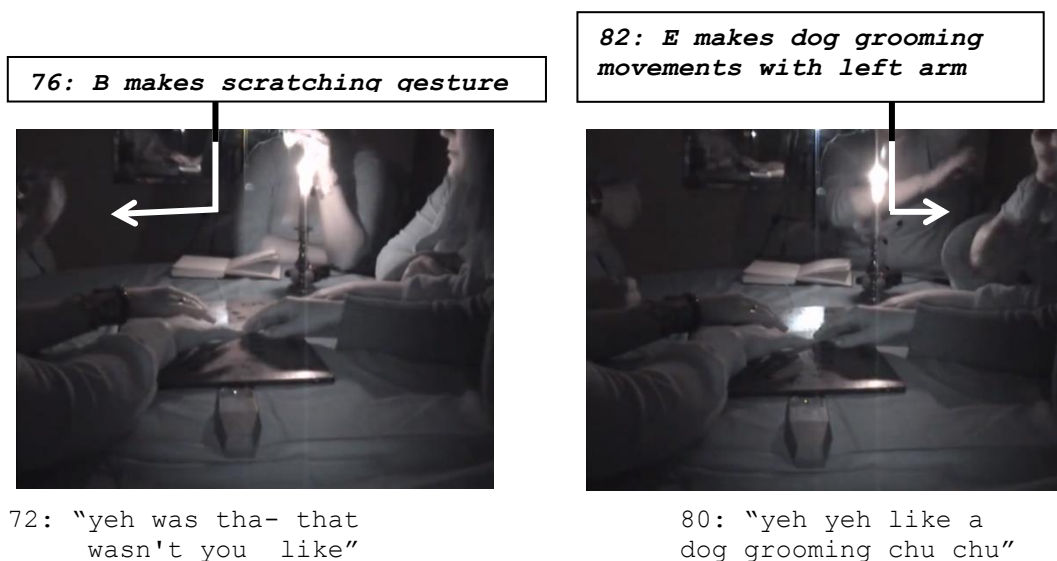 76: B makes scratching gesture
82: E makes dog grooming
movements with left arm
72: “yeh was tha- that
wasn't you like”
80: “yeh yeh like a
dog grooming chu chu”